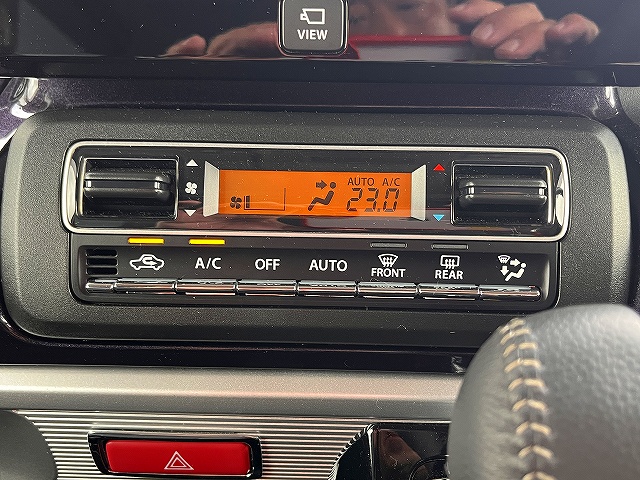 VIEW
AUTO A/C
23.0
A/C OFF AUTO FRONT REAR